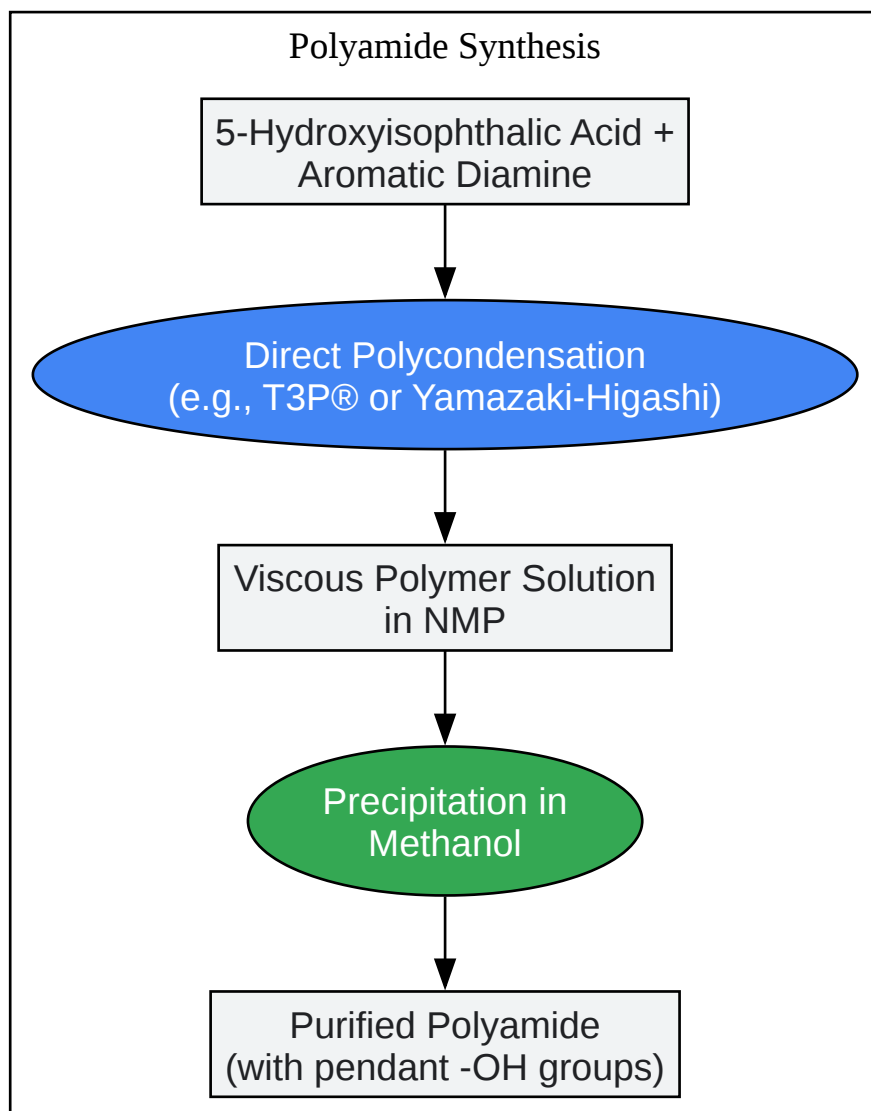 Polyamide Synthesis
5-Hydroxyisophthalic Acid +
Aromatic Diamine
Direct Polycondensation
(e.g., T3P® or Yamazaki-Higashi)
Viscous Polymer Solution
in NMP
Precipitation in
Methanol
Purified Polyamide
(with pendant -OH groups)